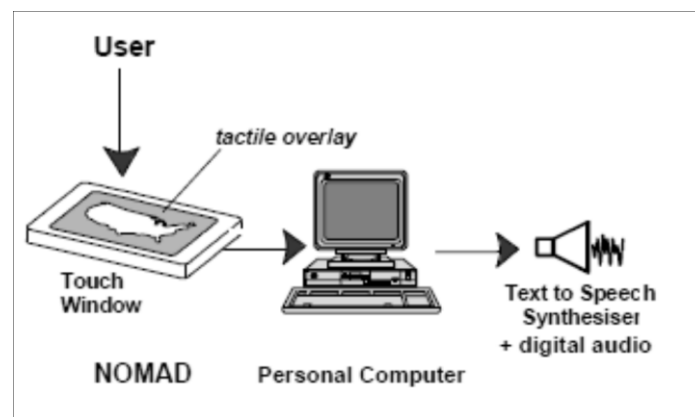 User
tactile overlay
Touch
Window
NOMAD
Personal Computer
Text to Speech
Synthesiser
+ digital audio